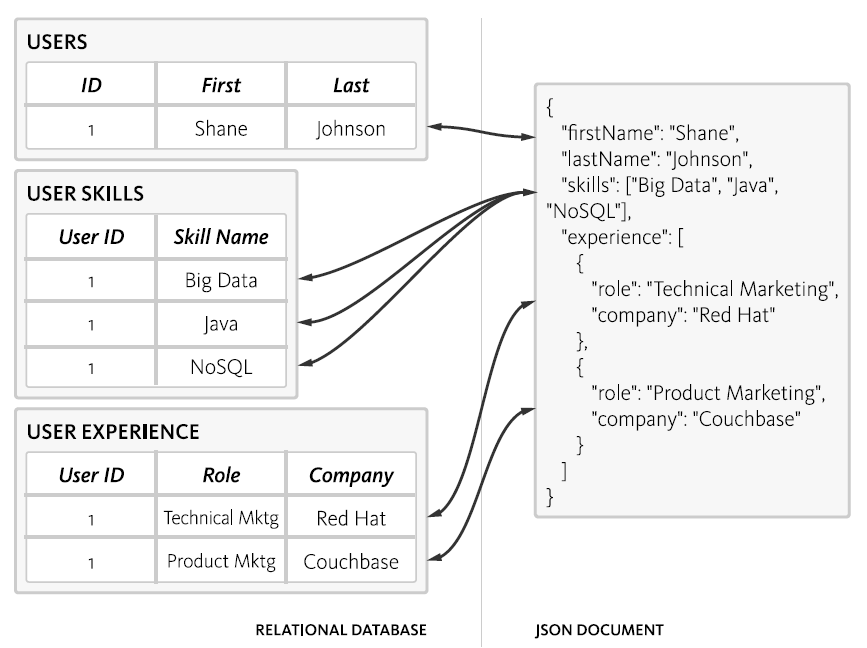 USERS
ID First Last
1 Shane Johnson
USER SKILLS
User ID Skill Name
1 Big Data
1 Java
1 NoSQL
USER EXPERIENCE
User ID Role Company
1 Technical Mktg Red Hat
1 Product Mktg Couchbase
RELATIONAL DATABASE
{
"firstName": "Shane",
"lastName": "Johnson",
"skills": ["Big Data", "Java",
"NoSQL"],
"experience": [
{
"role": "Technical Marketing",
"company": "Red Hat"
},
{
"role": "Product Marketing",
"company": "Couchbase"
}
]
}
JSON DOCUMENT